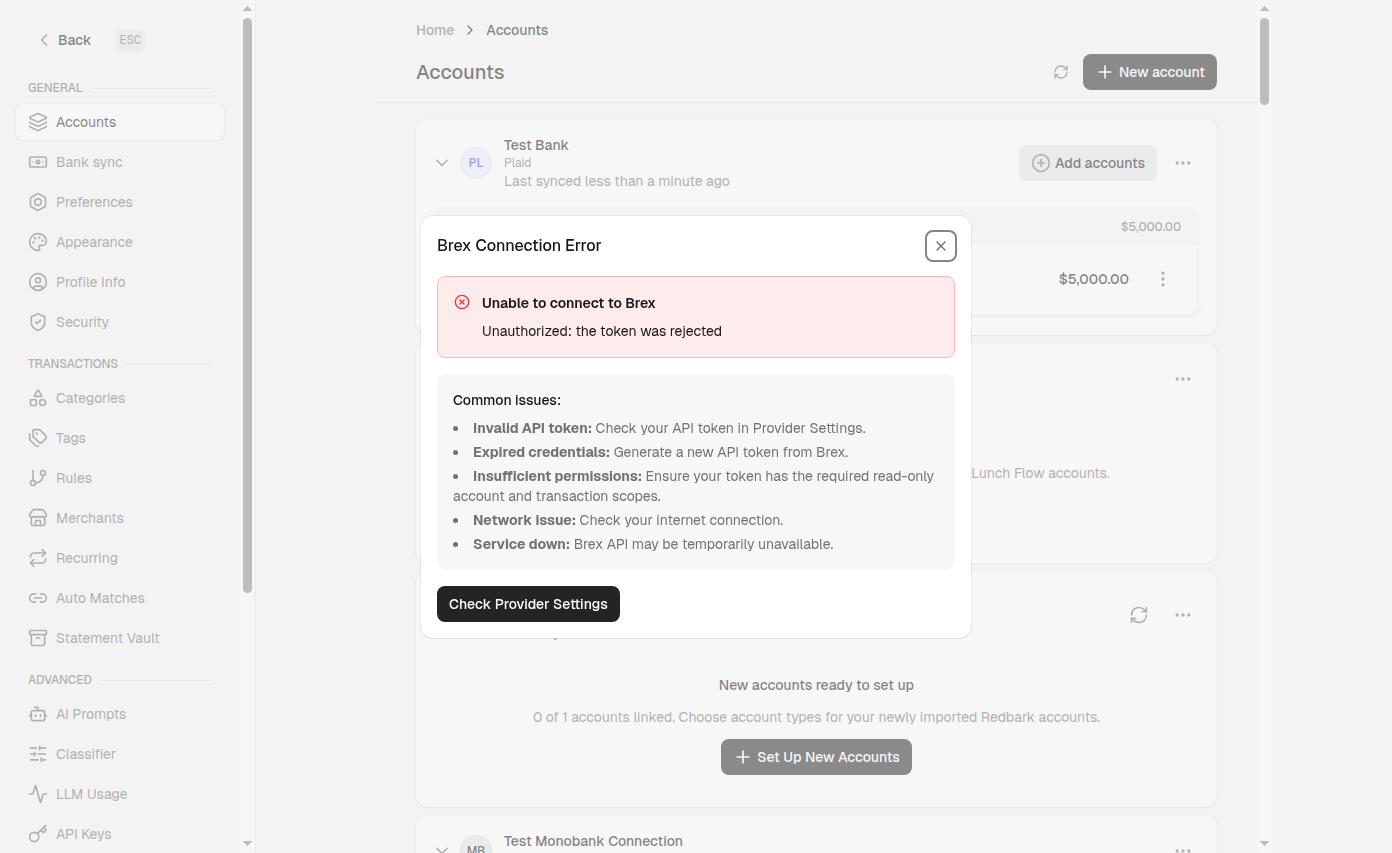 Back
ESC
GENERAL
Accounts
Bank sync
Preferences
Appearance
Profile Info
Security
TRANSACTIONS
Categories
Tags
Rules
Merchants
Recurring
Auto Matches
Statement Vault
ADVANCED
AI Prompts
Classifier
LLM Usage
API Keys
Home
Accounts
Accounts
New account
PL
Test Bank
Plaid
Last synced less than a minute ago
Add accounts
$5,000.00
$5,000.00
Brex Connection Error
Unable to connect to Brex
Unauthorized: the token was rejected
Common issues:
• Invalid API token: Check your API token in Provider Settings.
• Expired credentials: Generate a new API token from Brex.
• Insufficient permissions: Ensure your token has the required read-only
account and transaction scopes.
• Network issue: Check your internet connection.
• Service down: Brex API may be temporarily unavailable.
Check Provider Settings
Lunch Flow accounts.
New accounts ready to set up
0 of 1 accounts linked. Choose account types for your newly imported Redbark accounts.
Set Up New Accounts
MB
Test Monobank Connection